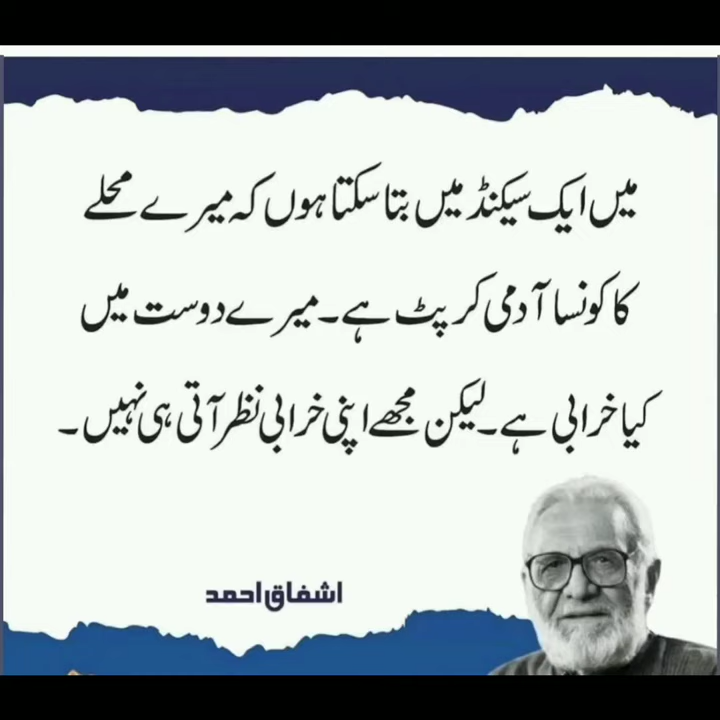 میں ایک سیکنڈ میں بتا سکتا ہوں کہ میرے محلے
کا کونسا آدمی کرپٹ ہے۔ میرے دوست میں
کیا خرابی ہے۔ لیکن مجھے اپنی خرابی نظر آتی ہی نہیں۔
اشفاق احمد